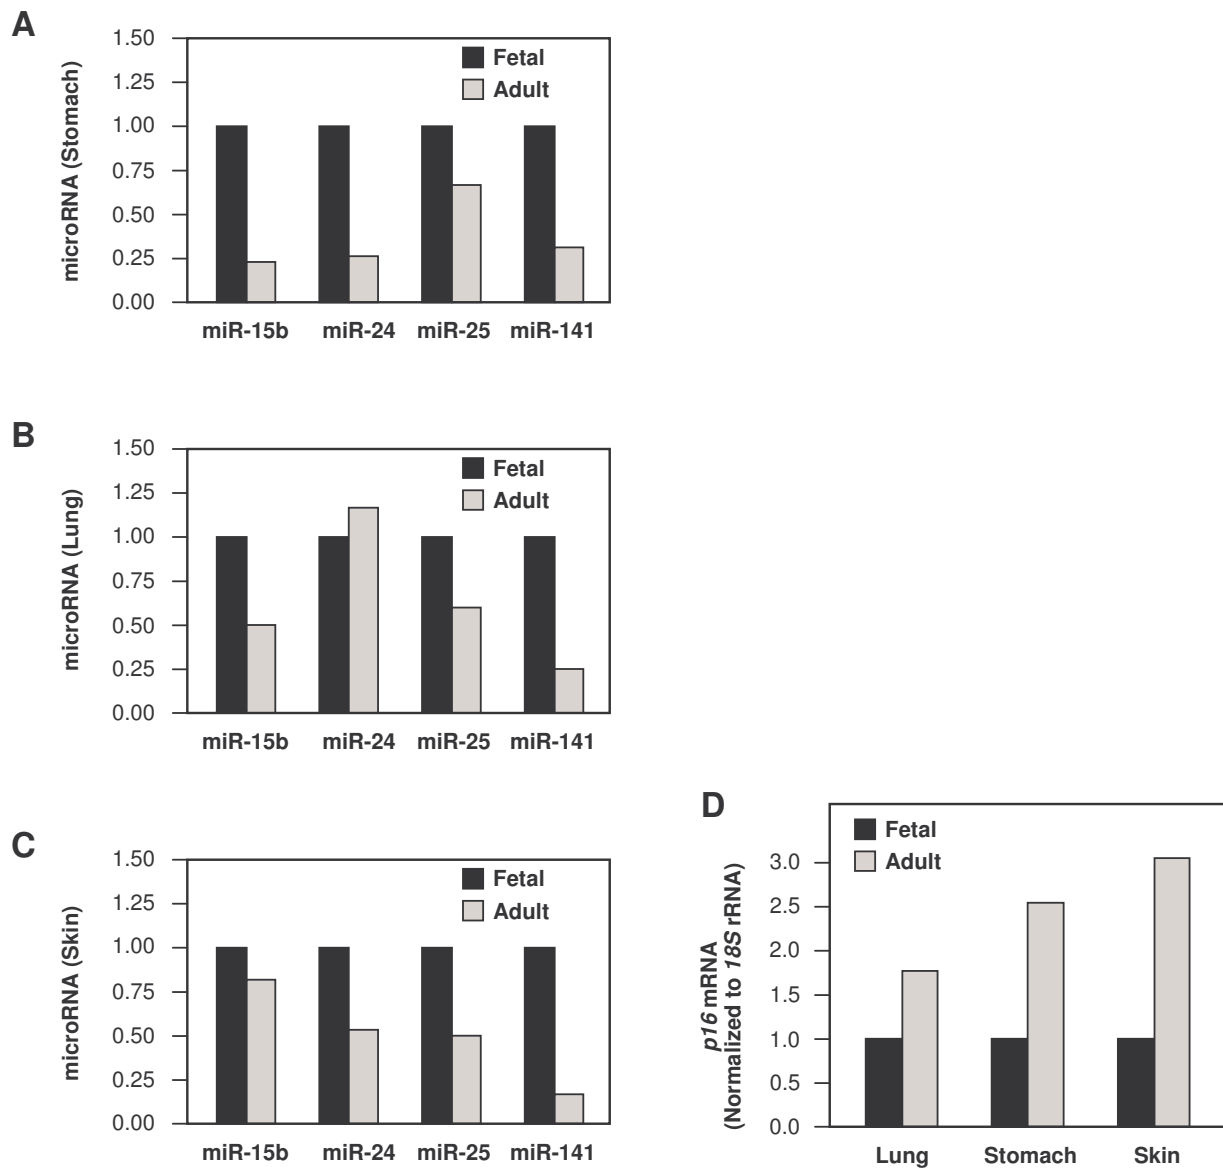 A
microRNA (Stomach)
1.50
1.25
1.00
0.75
0.50
0.25
0.00
Fetal
Adult
miR-15b miR-24 miR-25 miR-141
B
microRNA (Lung)
1.50
1.25
1.00
0.75
0.50
0.25
0.00
Fetal
Adult
miR-15b miR-24 miR-25 miR-141
C
microRNA (Skin)
1.50
1.25
1.00
0.75
0.50
0.25
0.00
Fetal
Adult
miR-15b miR-24 miR-25 miR-141
D
p16 mRNA
(Normalized to 18S rRNA)
3.0
2.5
2.0
1.5
1.0
0.5
0.0
Fetal
Adult
Lung Stomach Skin